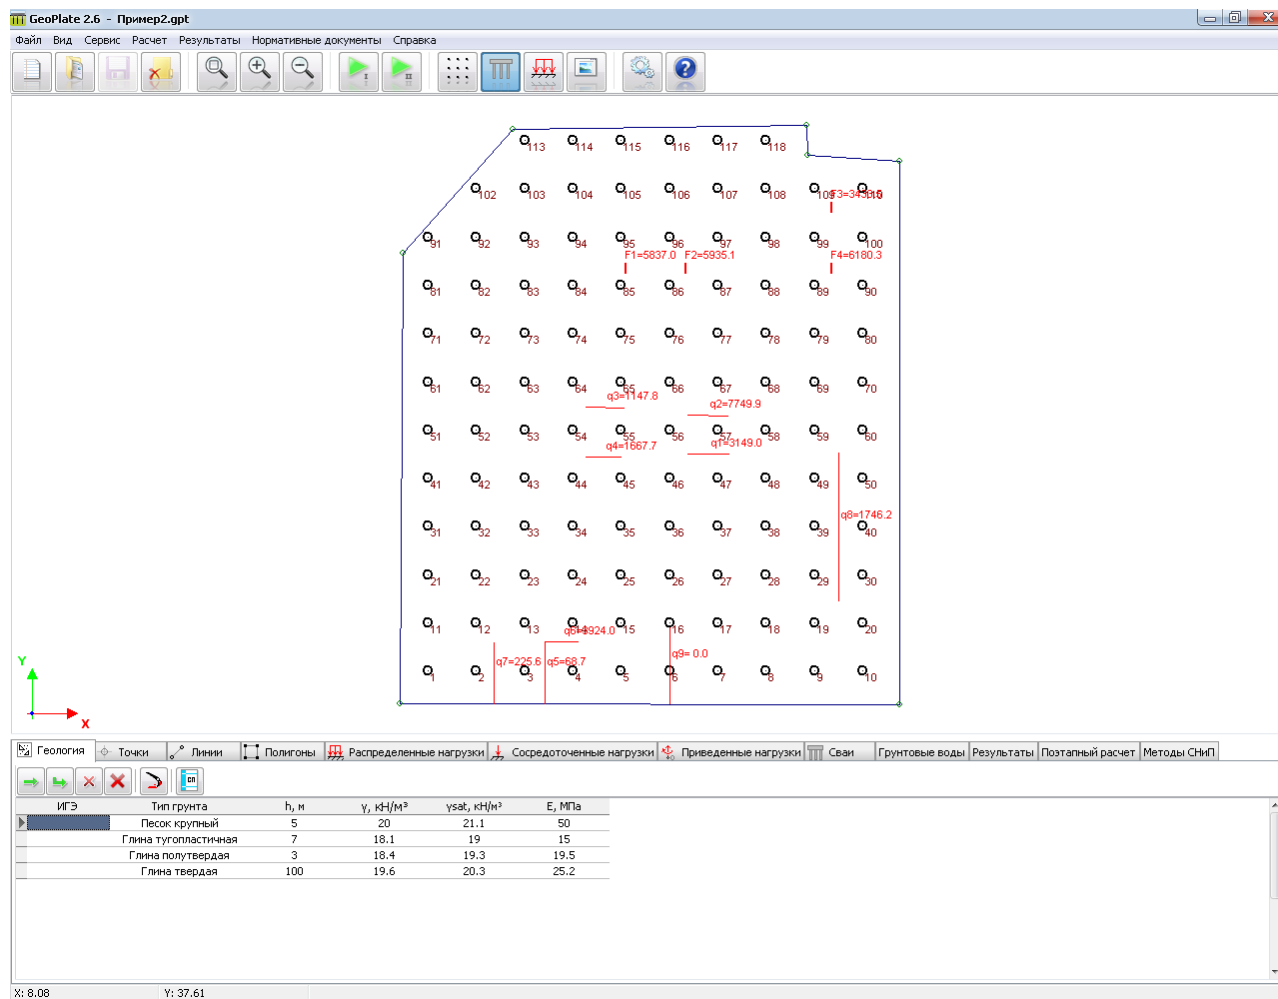 GeoPlate 2.6 - Пример2.gpt
Файл Вид Сервис Расчет Результаты Нормативные документы Справка
I II
113 114 115 116 117 118
102 103 104 105 106 107 108 109 110
F3=3433.5
91 92 93 94 95 96 97 98 99 100
F1=5837.0 F2=5935.1 F4=6180.3
81 82 83 84 85 86 87 88 89 90
71 72 73 74 75 76 77 78 79 80
61 62 63 64 65 66 67 68 69 70
q3=1147.8 q2=7749.9
51 52 53 54 55 56 57 58 59 60
q4=1667.7 q1=3149.0
41 42 43 44 45 46 47 48 49 50
q8=1746.2
31 32 33 34 35 36 37 38 39 40
21 22 23 24 25 26 27 28 29 30
11 12 13 14 15 16 17 18 19 20
q7=225.6 q5=68.7 q9= 0.0
1 2 3 4 5 6 7 8 9 10
Y
X
Геология Точки Линии Полигоны Распределенные нагрузки Сосредоточенные нагрузки Приведенные нагрузки Сваи Грунтовые воды Результаты Поэтапный расчет Методы СНиП
СП
ИГЭ Тип грунта h, м γ, кН/м³ γsat, кН/м³ E, МПа
Песок крупный 5 20 21.1 50
Глина тугопластичная 7 18.1 19 15
Глина полутвердая 3 18.4 19.3 19.5
Глина твердая 100 19.6 20.3 25.2
X: 8.08 Y: 37.61